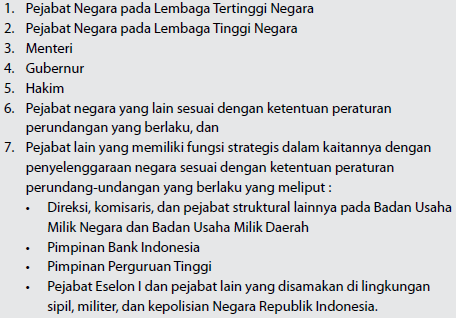 1. Pejabat Negara pada Lembaga Tertinggi Negara
2. Pejabat Negara pada Lembaga Tinggi Negara
3. Menteri
4. Gubernur
5. Hakim
6. Pejabat negara yang lain sesuai dengan ketentuan peraturan
perundangan yang berlaku, dan
7. Pejabat lain yang memiliki fungsi strategis dalam kaitannya dengan
penyelenggaraan negara sesuai dengan ketentuan peraturan
perundang-undangan yang berlaku yang meliput :
• Direksi, komisaris, dan pejabat struktural lainnya pada Badan Usaha
Milik Negara dan Badan Usaha Milik Daerah
• Pimpinan Bank Indonesia
• Pimpinan Perguruan Tinggi
• Pejabat Eselon I dan pejabat lain yang disamakan di lingkungan
sipil, militer, dan kepolisian Negara Republik Indonesia.